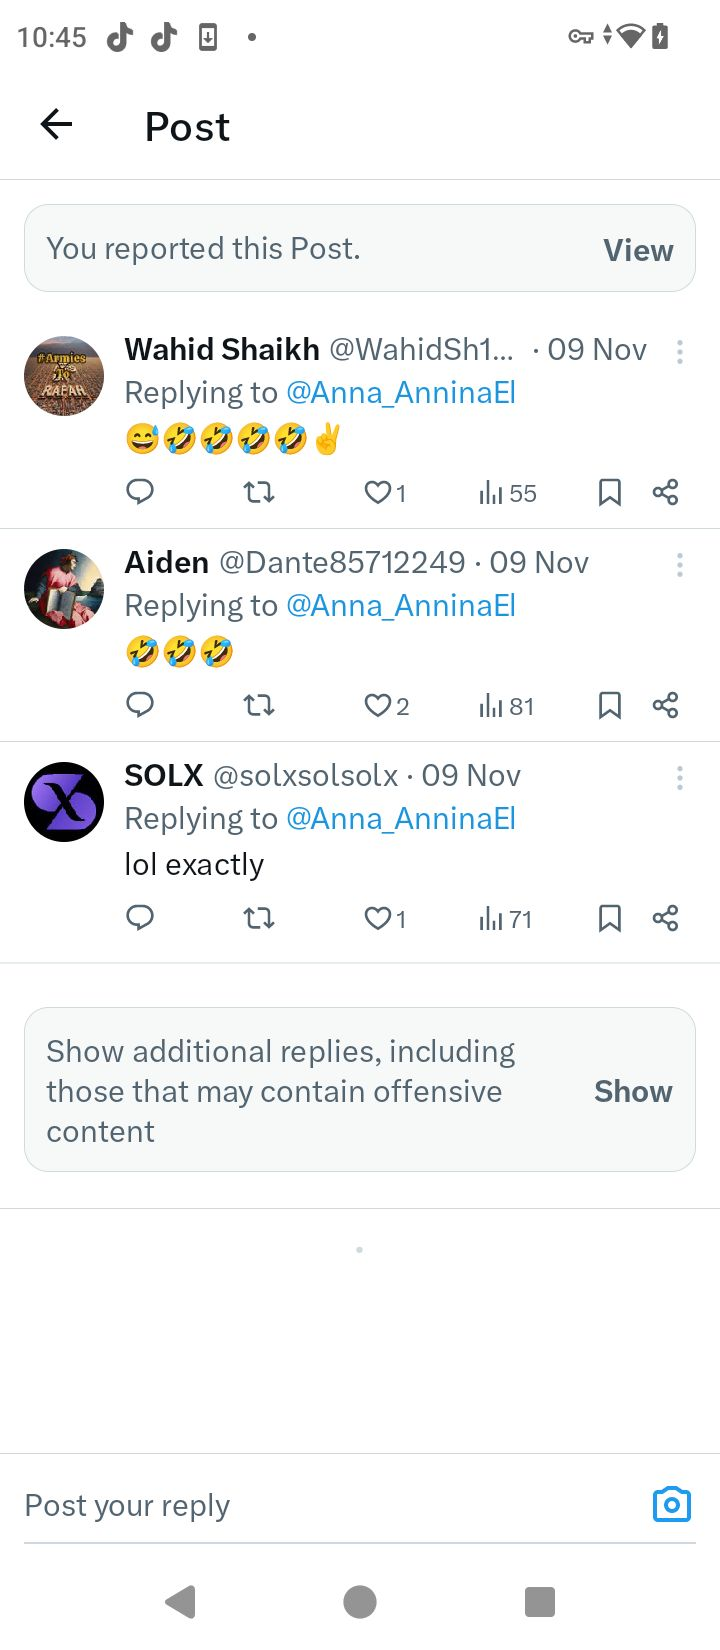 10:45
Post
You reported this Post. View
#Armies
To
RAFAH
Wahid Shaikh @WahidSh1... · 09 Nov
Replying to @Anna_AnninaEl
😅🤣🤣🤣🤣✌️
1 55
Aiden @Dante85712249 · 09 Nov
Replying to @Anna_AnninaEl
🤣🤣🤣
2 81
SOLX @solxsolsolx · 09 Nov
Replying to @Anna_AnninaEl
lol exactly
1 71
Show additional replies, including
those that may contain offensive Show
content
Post your reply